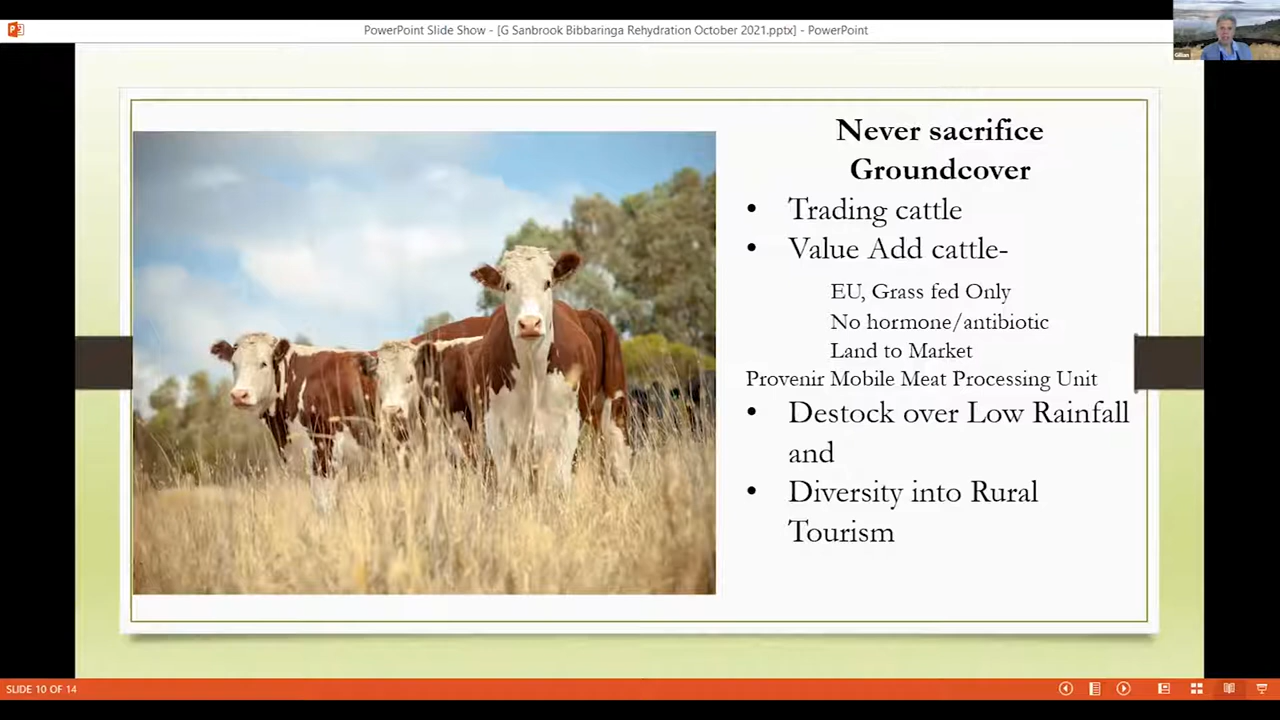 PowerPoint Slide Show - [G Sanbrook Bibbaringa Rehydration October 2021.pptx] - PowerPoint
Gillian
Never sacrifice
Groundcover
• Trading cattle
• Value Add cattle-
EU, Grass fed Only
No hormone/antibiotic
Land to Market
Provenir Mobile Meat Processing Unit
• Destock over Low Rainfall
and
• Diversity into Rural
Tourism
SLIDE 10 OF 14